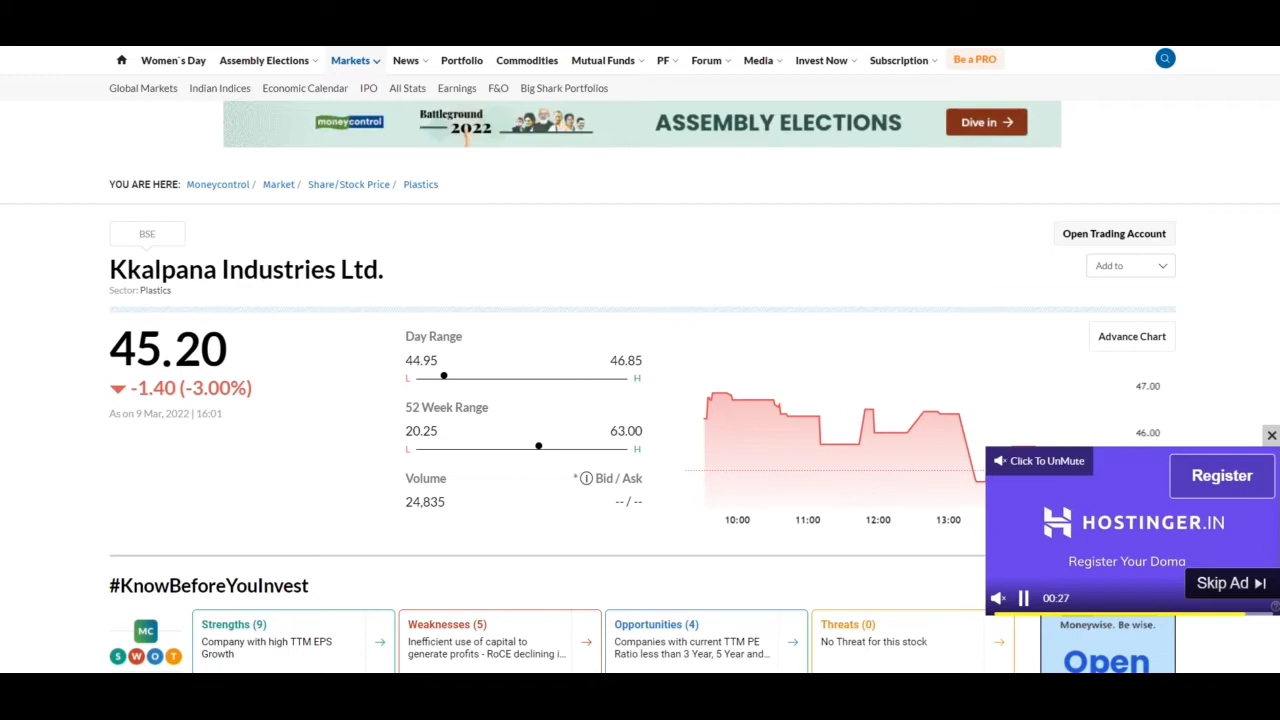 Women`s Day Assembly Elections Markets News Portfolio Commodities Mutual Funds PF Forum Media Invest Now Subscription Be a PRO
Global Markets Indian Indices Economic Calendar IPO All Stats Earnings F&O Big Shark Portfolios
moneycontrol Battleground 2022 ASSEMBLY ELECTIONS Dive in →
YOU ARE HERE: Moneycontrol / Market / Share/Stock Price / Plastics
BSE
Open Trading Account
Kkalpana Industries Ltd.
Add to
Sector: Plastics
45.20
-1.40 (-3.00%)
As on 9 Mar, 2022 | 16:01
Day Range
44.95 46.85
L H
52 Week Range
20.25 63.00
L H
Volume * Bid / Ask
24,835 -- / --
Advance Chart
47.00
46.00
10:00 11:00 12:00 13:00
Click To UnMute
Register
HOSTINGER.IN
Register Your Doma
Skip Ad
00:27
#KnowBeforeYouInvest
MC
S W O T
Strengths (9)
Company with high TTM EPS
Growth
Weaknesses (5)
Inefficient use of capital to
generate profits - RoCE declining i...
Opportunities (4)
Companies with current TTM PE
Ratio less than 3 Year, 5 Year and...
Threats (0)
No Threat for this stock
Moneywise. Be wise.
Open